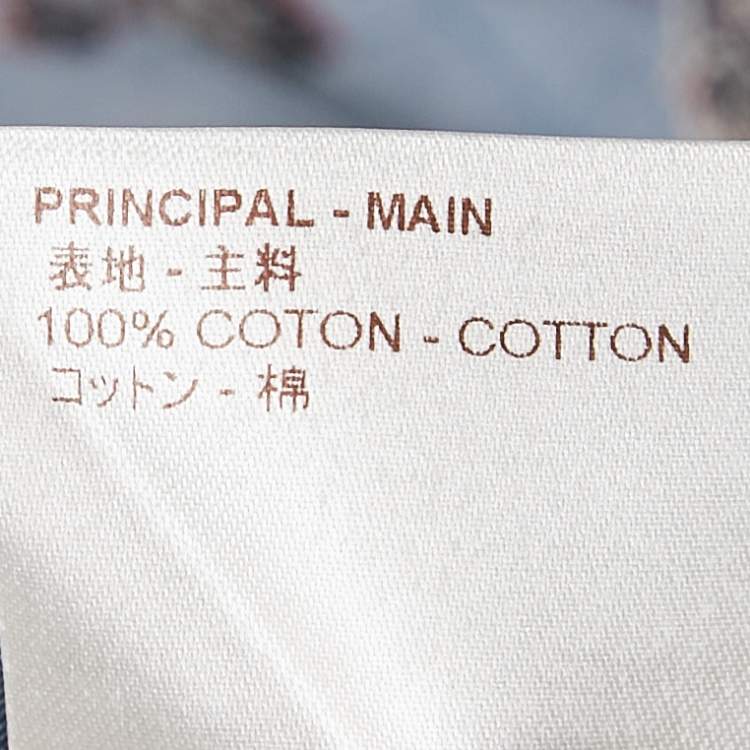 PRINCIPAL - MAIN
表地 - 主料
100% COTON - COTTON
コットン - 棉